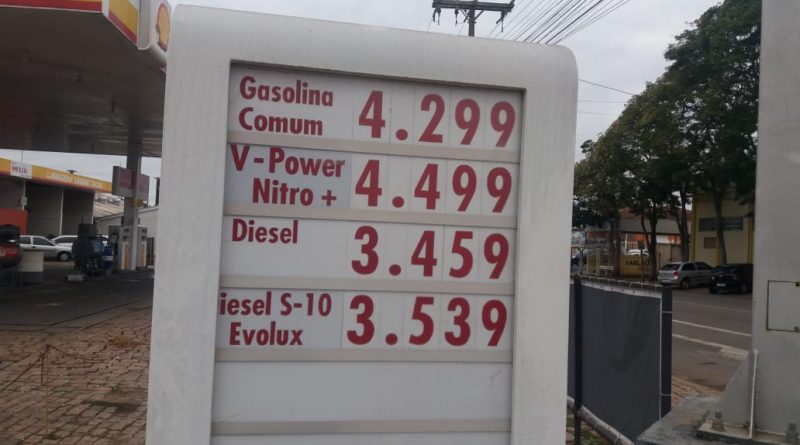 Gasolina
Comum
4.299
V-Power
Nitro +
4.499
Diesel
3.459
iesel S-10
Evolux
3.539